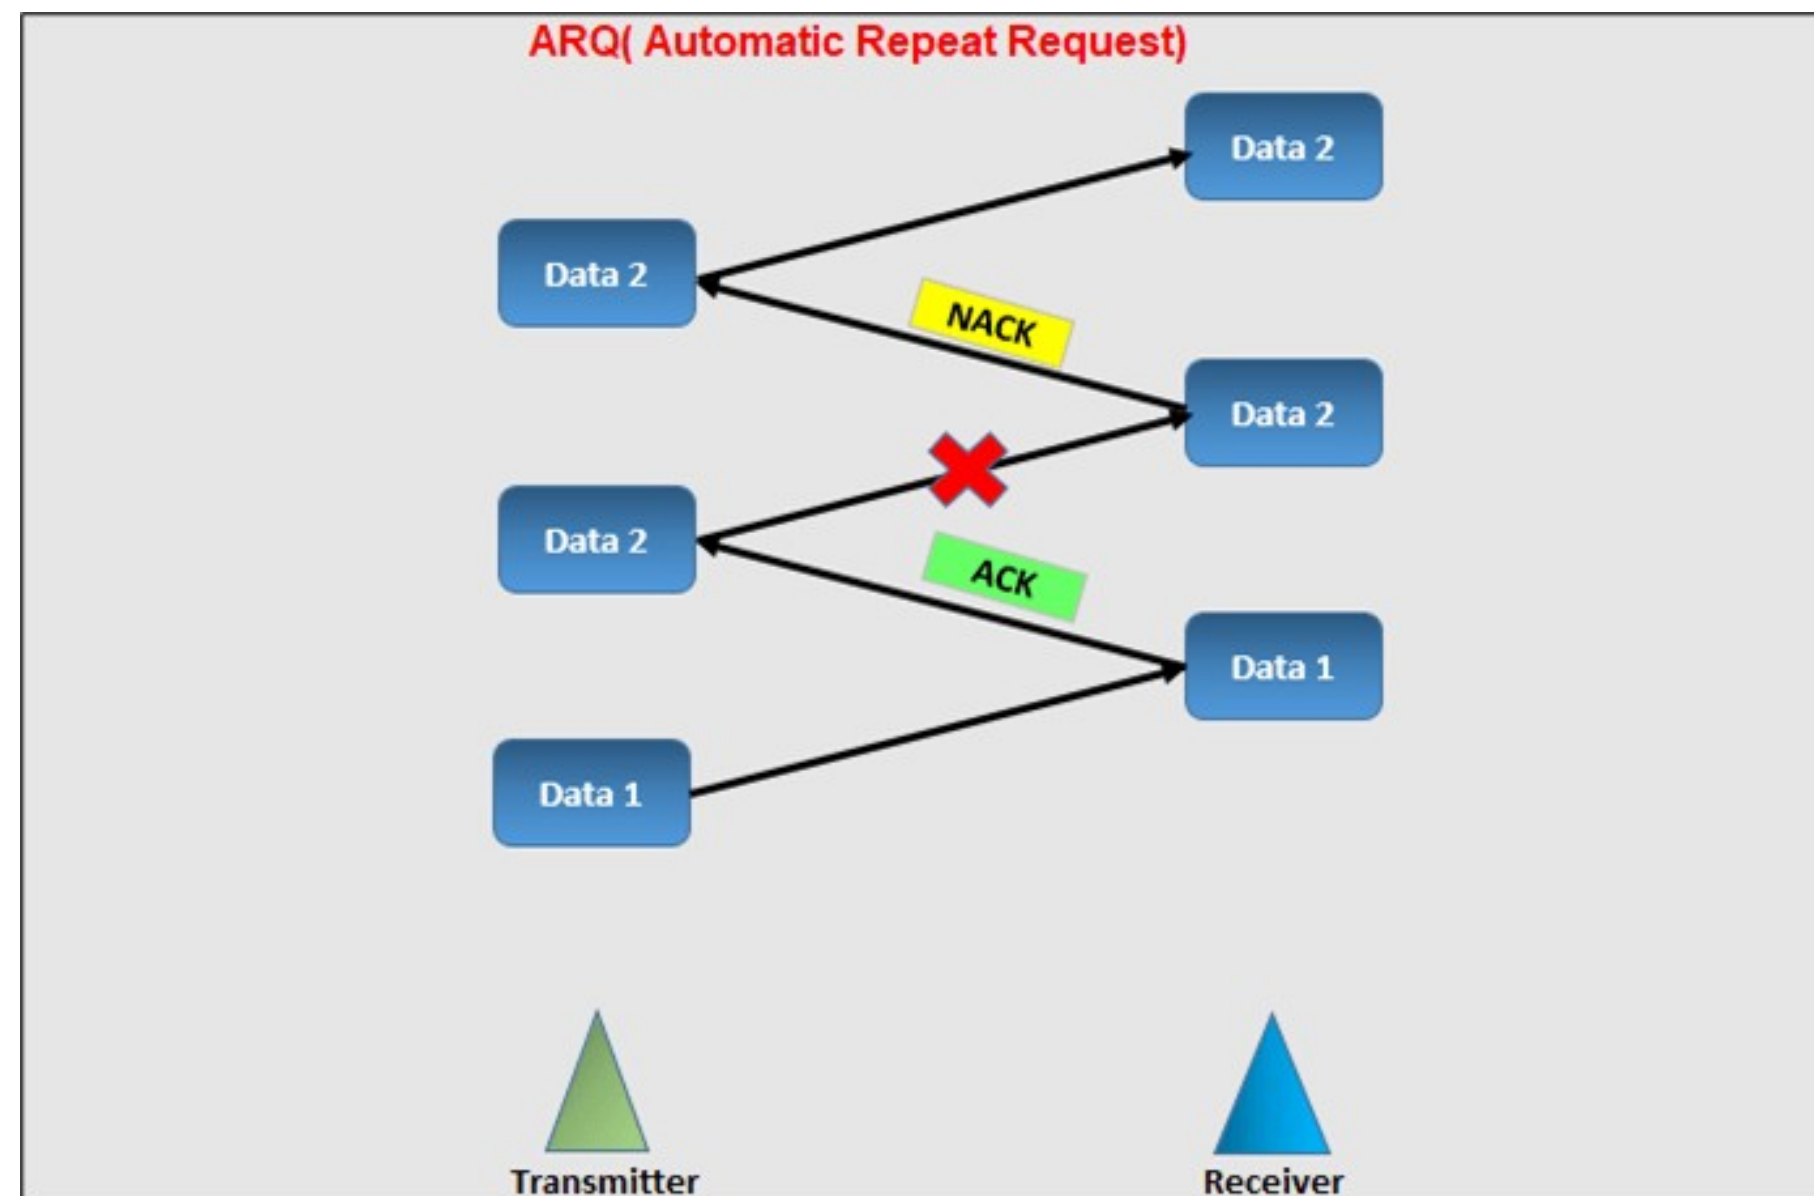 ARQ( Automatic Repeat Request)
Data 2
Data 2
NACK
Data 2
Data 2
ACK
Data 1
Data 1
Transmitter
Receiver